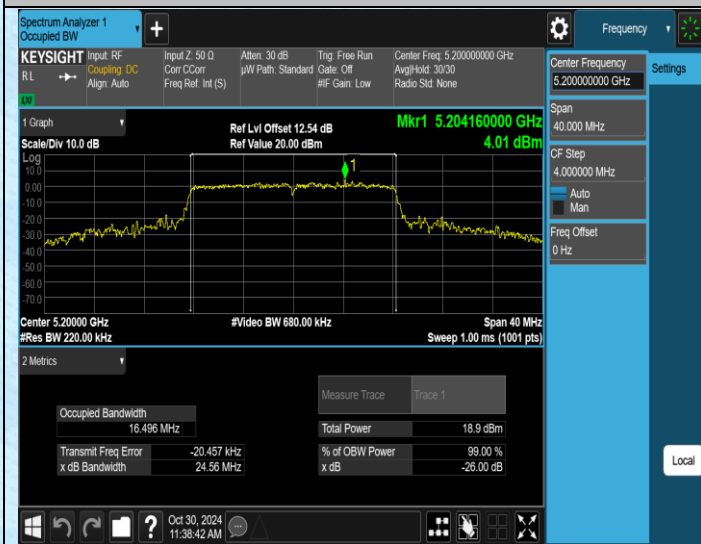 Spectrum Analyzer 1
Occupied BW
Frequency
KEYSIGHT
RL
Input: RF
Coupling: DC
Align: Auto
Input Z: 50 Ω
Corr CCorr
Freq Ref: Int (S)
Atten: 30 dB
µW Path: Standard
Trig: Free Run
Gate: Off
#IF Gain: Low
Center Freq: 5.200000000 GHz
Avg|Hold: 30/30
Radio Std: None
Center Frequency
5.200000000 GHz
Settings
Span
40.000 MHz
CF Step
4.000000 MHz
Auto
Man
Freq Offset
0 Hz
Local
1 Graph
Scale/Div 10.0 dB
Ref Lvl Offset 12.54 dB
Ref Value 20.00 dBm
Mkr1 5.204160000 GHz
4.01 dBm
Log
10.0
0.00
-10.0
-20.0
-30.0
-40.0
-50.0
-60.0
-70.0
1
Center 5.20000 GHz
#Res BW 220.00 kHz
#Video BW 680.00 kHz
Span 40 MHz
Sweep 1.00 ms (1001 pts)
2 Metrics
Measure Trace
Trace 1
Occupied Bandwidth
16.496 MHz
Total Power
18.9 dBm
Transmit Freq Error
-20.457 kHz
% of OBW Power
99.00 %
x dB Bandwidth
24.56 MHz
x dB
-26.00 dB
?
Oct 30, 2024
11:38:42 AM